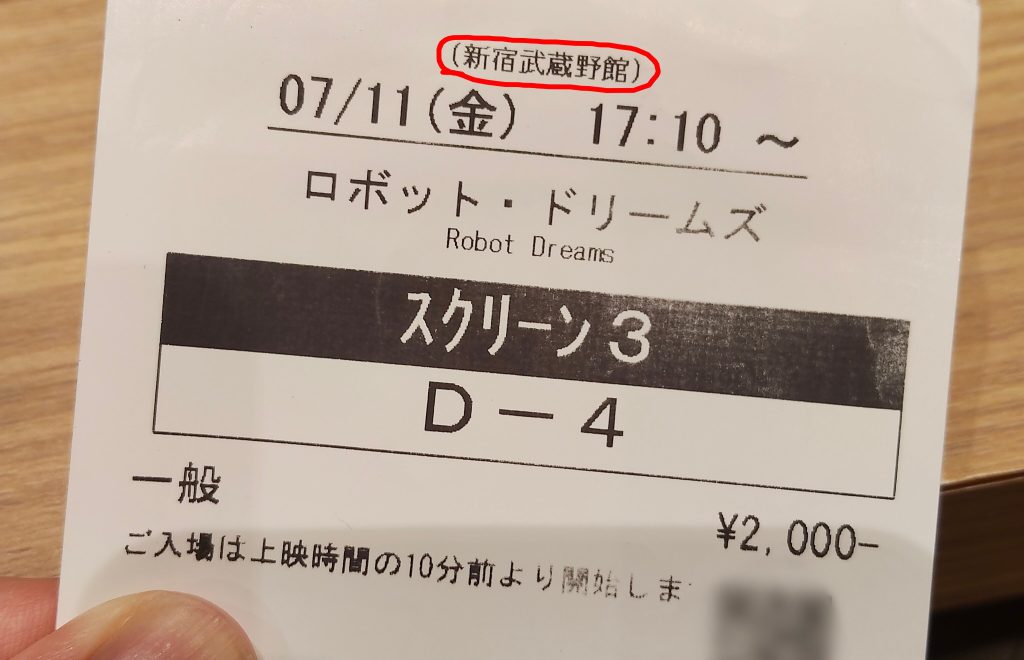 (新宿武蔵野館)
07/11(金) 17:10 ～
ロボット・ドリームズ
Robot Dreams
スクリーン3
D－4
一般
¥2,000-
ご入場は上映時間の10分前より開始しま